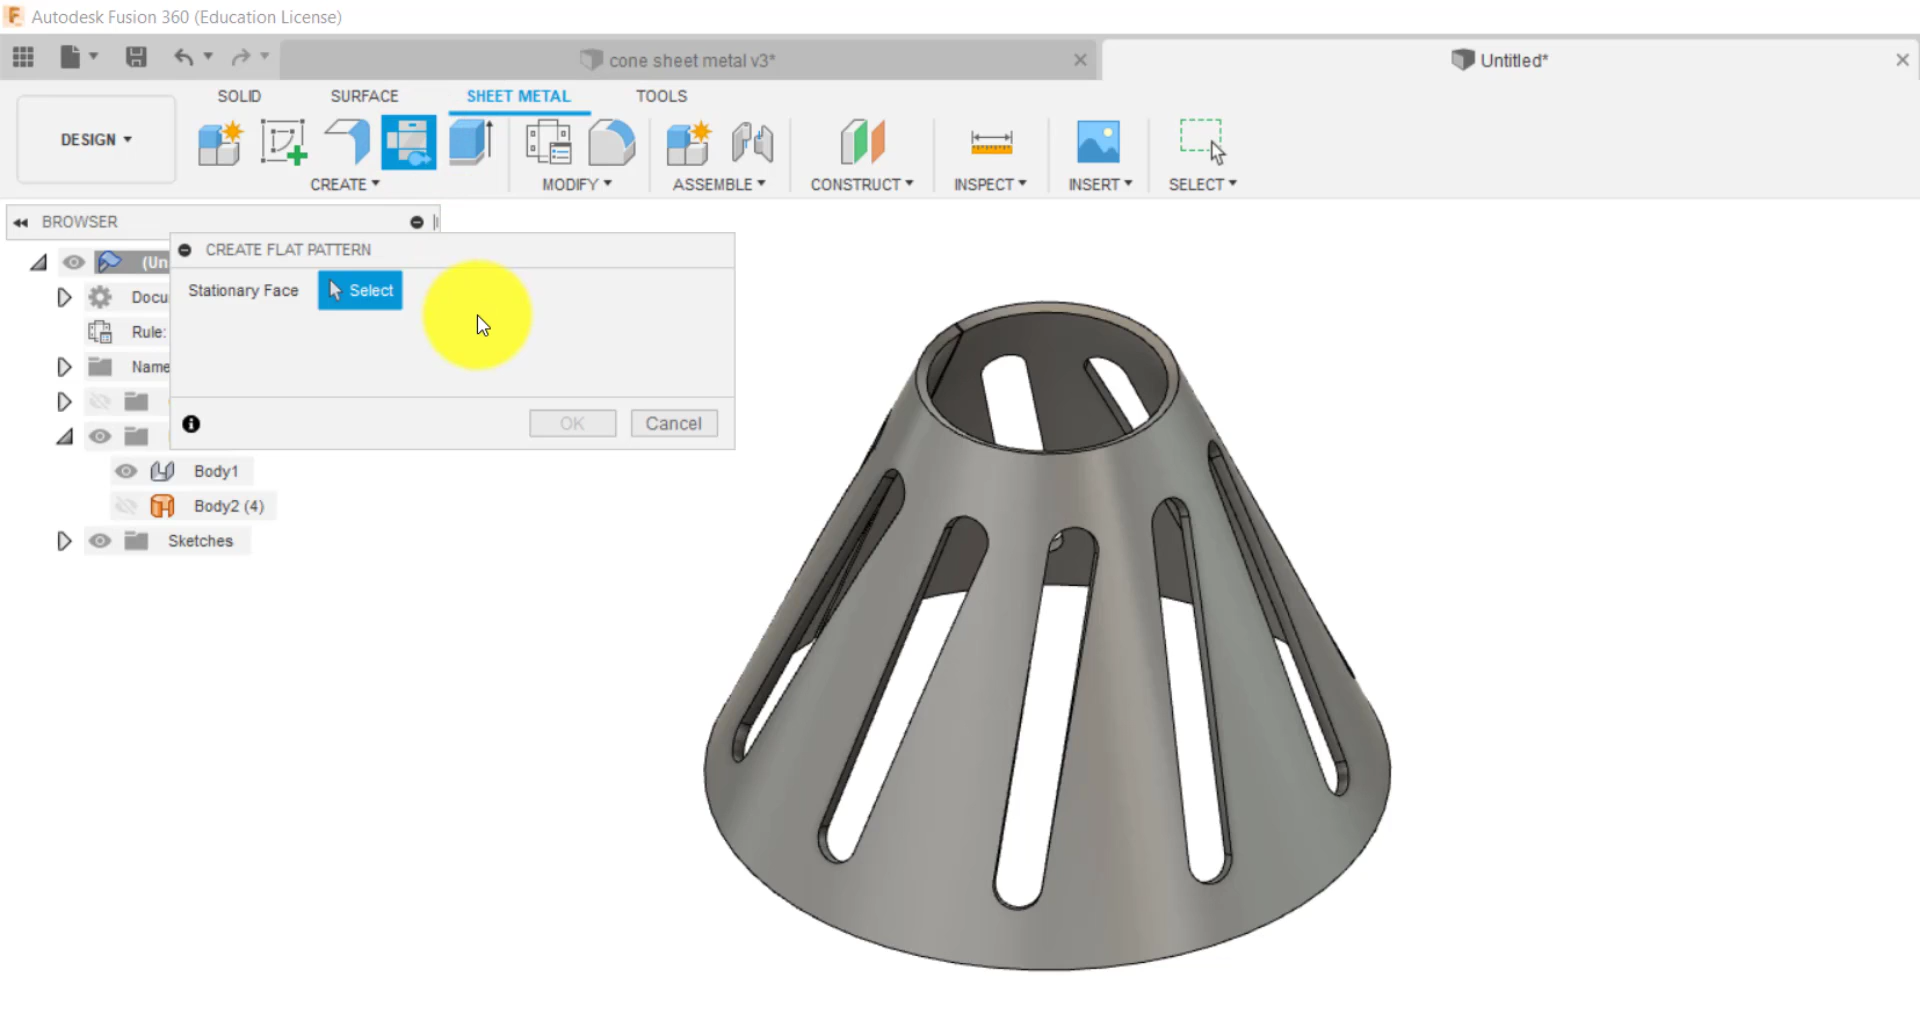 Autodesk Fusion 360 (Education License)
cone sheet metal v3*
Untitled*
SOLID SURFACE SHEET METAL TOOLS
DESIGN
CREATE MODIFY ASSEMBLE CONSTRUCT INSPECT INSERT SELECT
BROWSER
CREATE FLAT PATTERN
(Un
Stationary Face Select
Docu
Rule:
Name
OK Cancel
Body1
Body2 (4)
Sketches